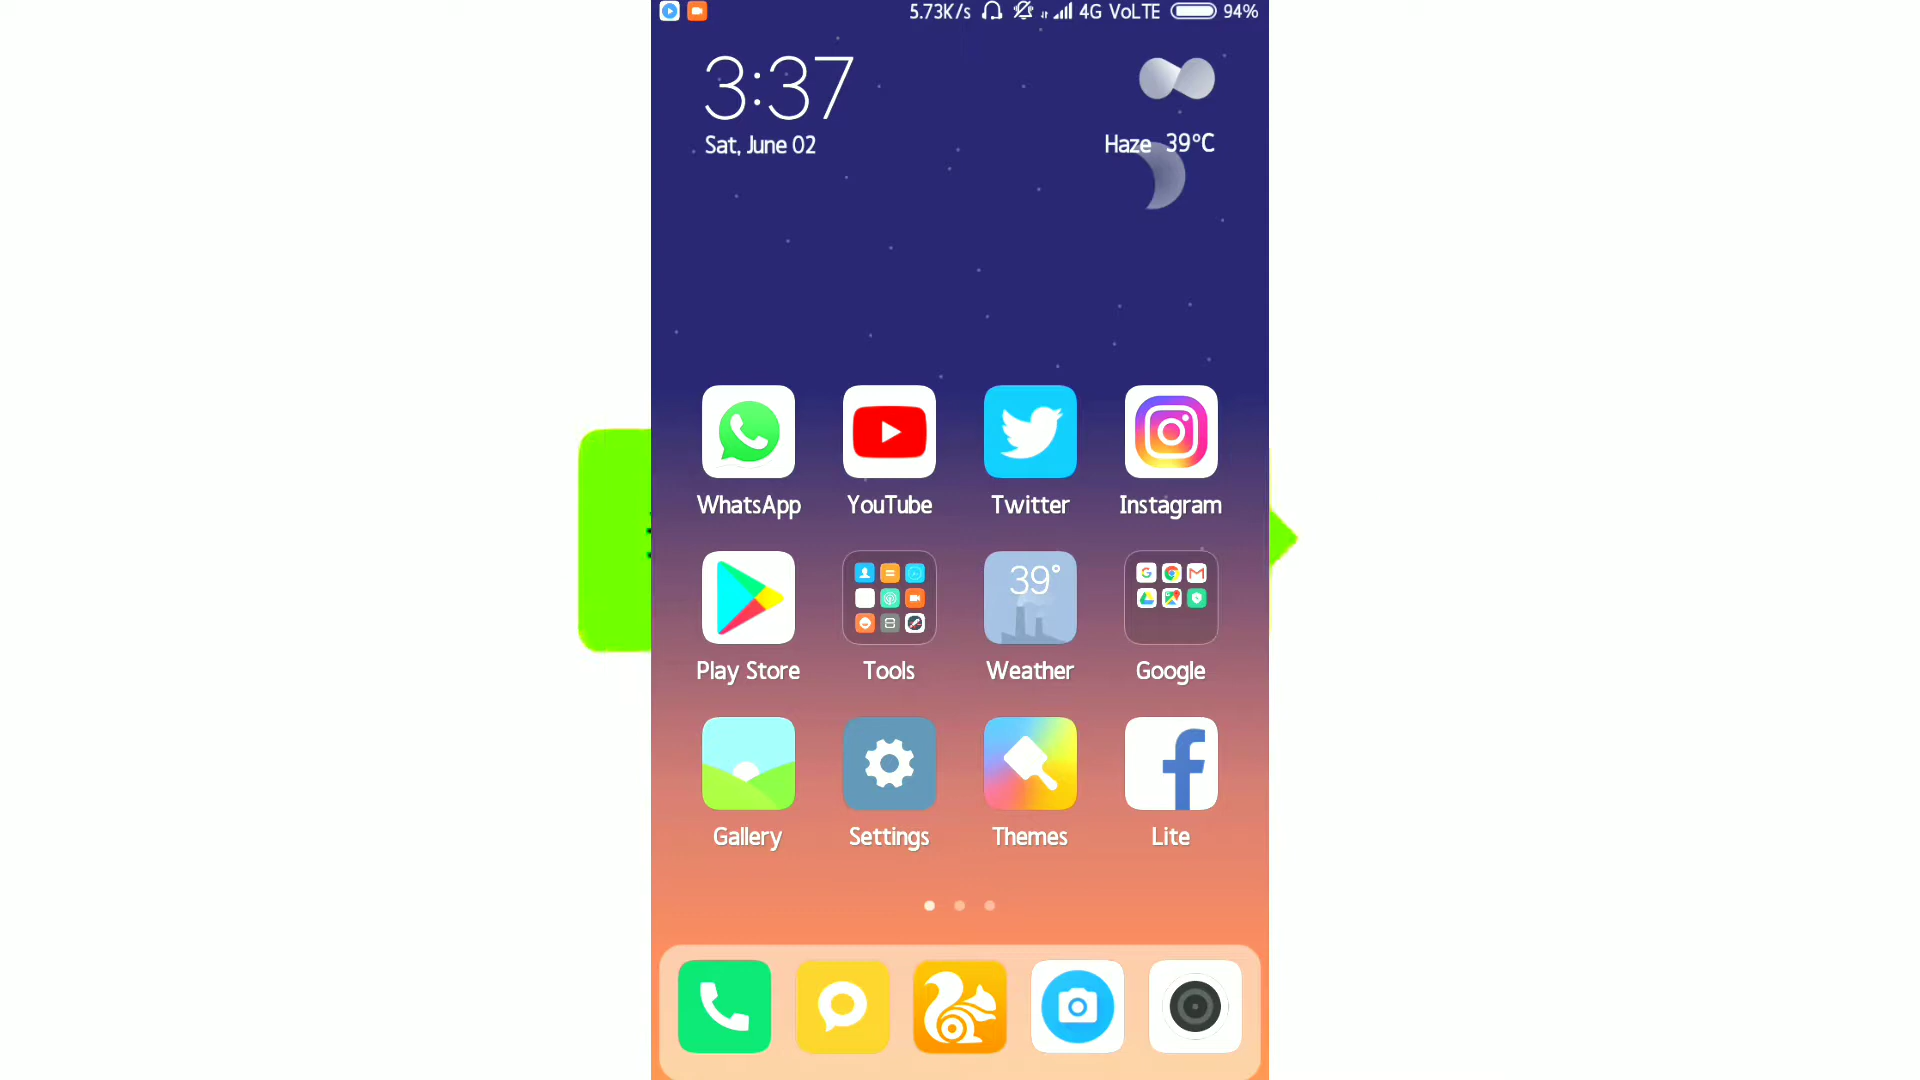 5.73K/s 4G VoLTE 94%
3:37
Sat, June 02
Haze 39°C
WhatsApp YouTube Twitter Instagram
39°
Play Store Tools Weather Google
Gallery Settings Themes Lite